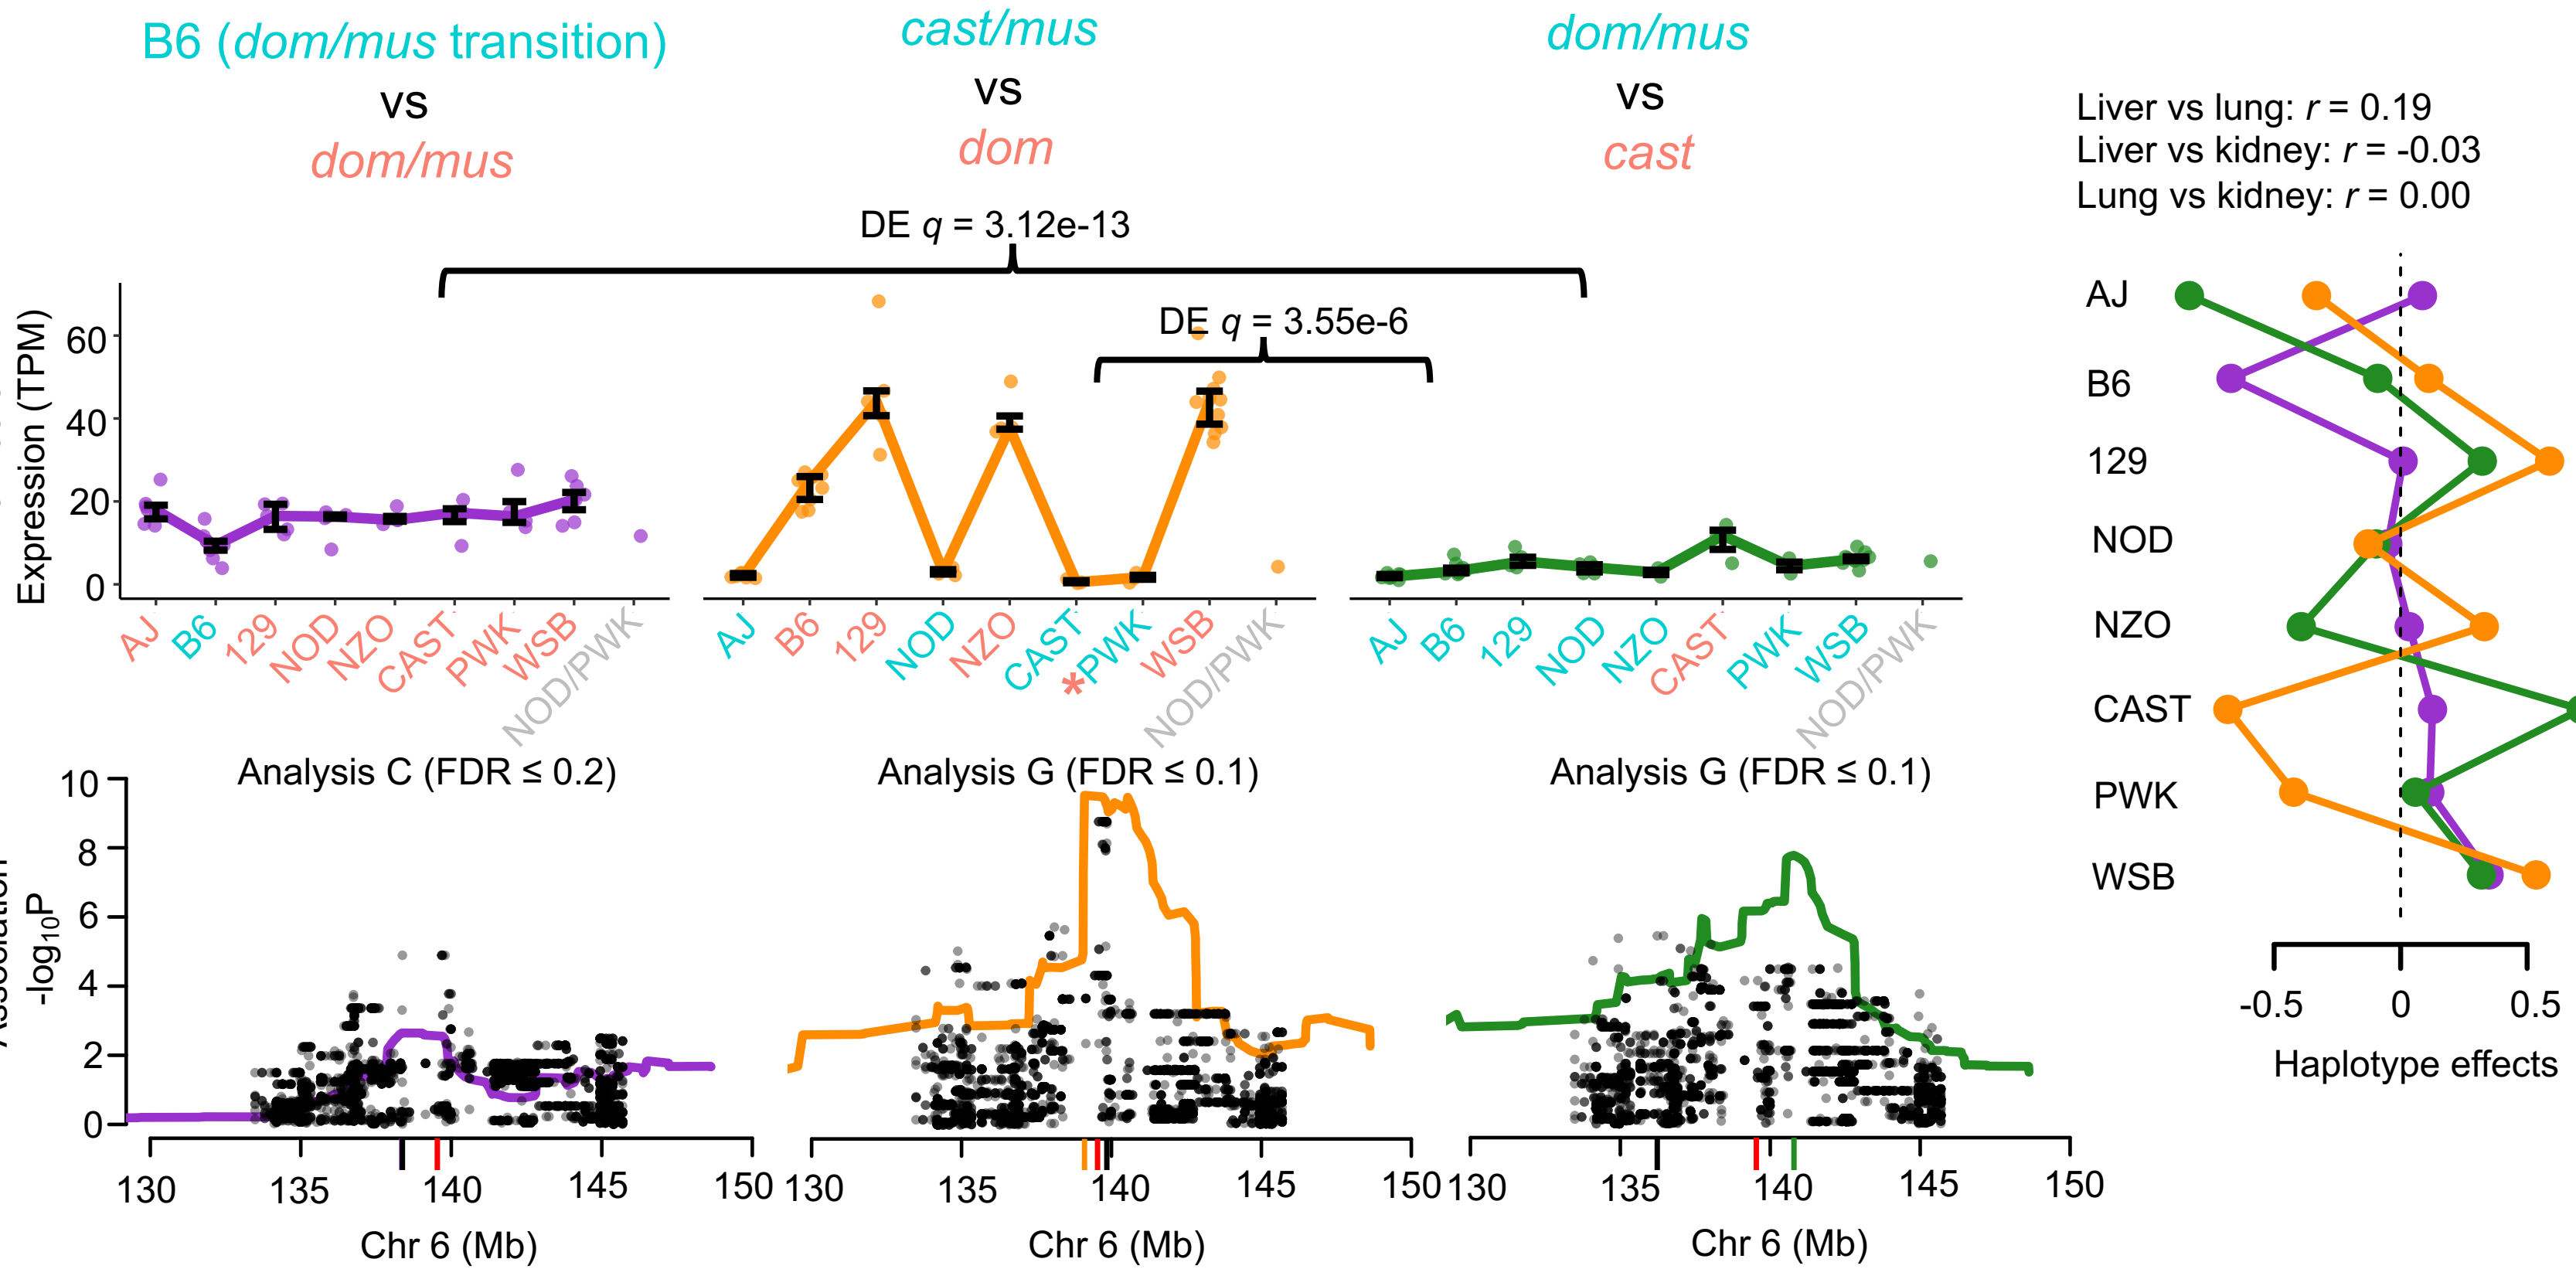 B6 (dom/mus transition)
vs
dom/mus
cast/mus
vs
dom
dom/mus
vs
cast
Liver vs lung: r = 0.19
Liver vs kidney: r = -0.03
Lung vs kidney: r = 0.00
DE q = 3.12e-13
DE q = 3.55e-6
Expression (TPM)
60
40
20
0
AJ
B6
129
NOD
NZO
CAST
PWK
WSB
NOD/PWK
AJ
B6
129
NOD
NZO
CAST
*PWK
WSB
NOD/PWK
AJ
B6
129
NOD
NZO
CAST
PWK
WSB
NOD/PWK
AJ
B6
129
NOD
NZO
CAST
PWK
WSB
-0.5 0 0.5
Haplotype effects
Analysis C (FDR ≤ 0.2)
Analysis G (FDR ≤ 0.1)
Analysis G (FDR ≤ 0.1)
-log₁₀P
10
8
6
4
2
0
130 135 140 145 150
Chr 6 (Mb)
130 135 140 145 150
Chr 6 (Mb)
130 135 140 145 150
Chr 6 (Mb)